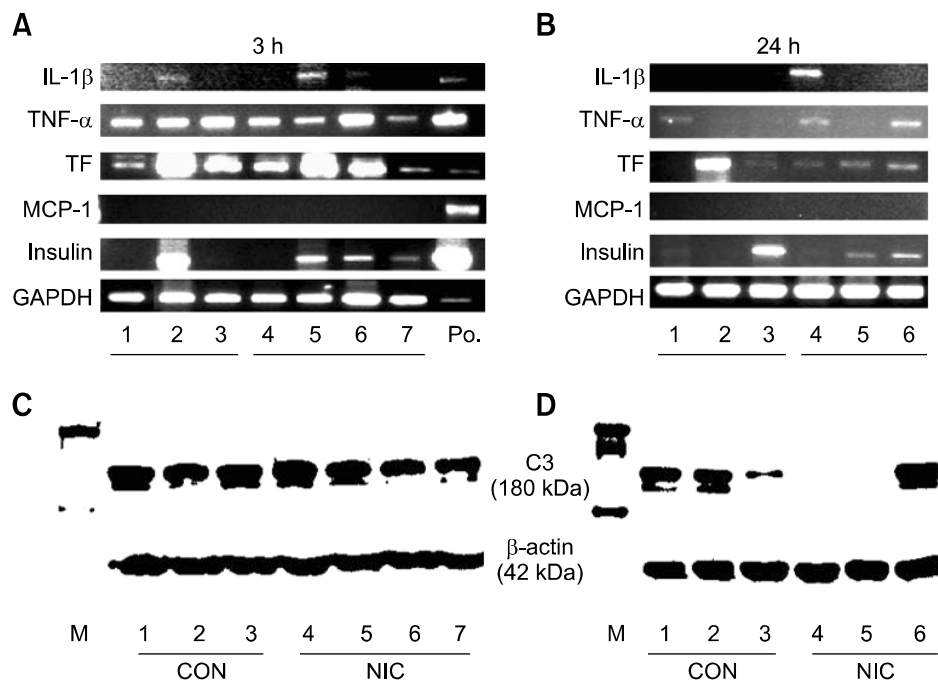 A
3 h
IL-1β
TNF-α
TF
MCP-1
Insulin
GAPDH
1 2 3 4 5 6 7 Po.
B
24 h
IL-1β
TNF-α
TF
MCP-1
Insulin
GAPDH
1 2 3 4 5 6
C
M 1 2 3 4 5 6 7
CON NIC
C3
(180 kDa)
β-actin
(42 kDa)
D
M 1 2 3 4 5 6
CON NIC